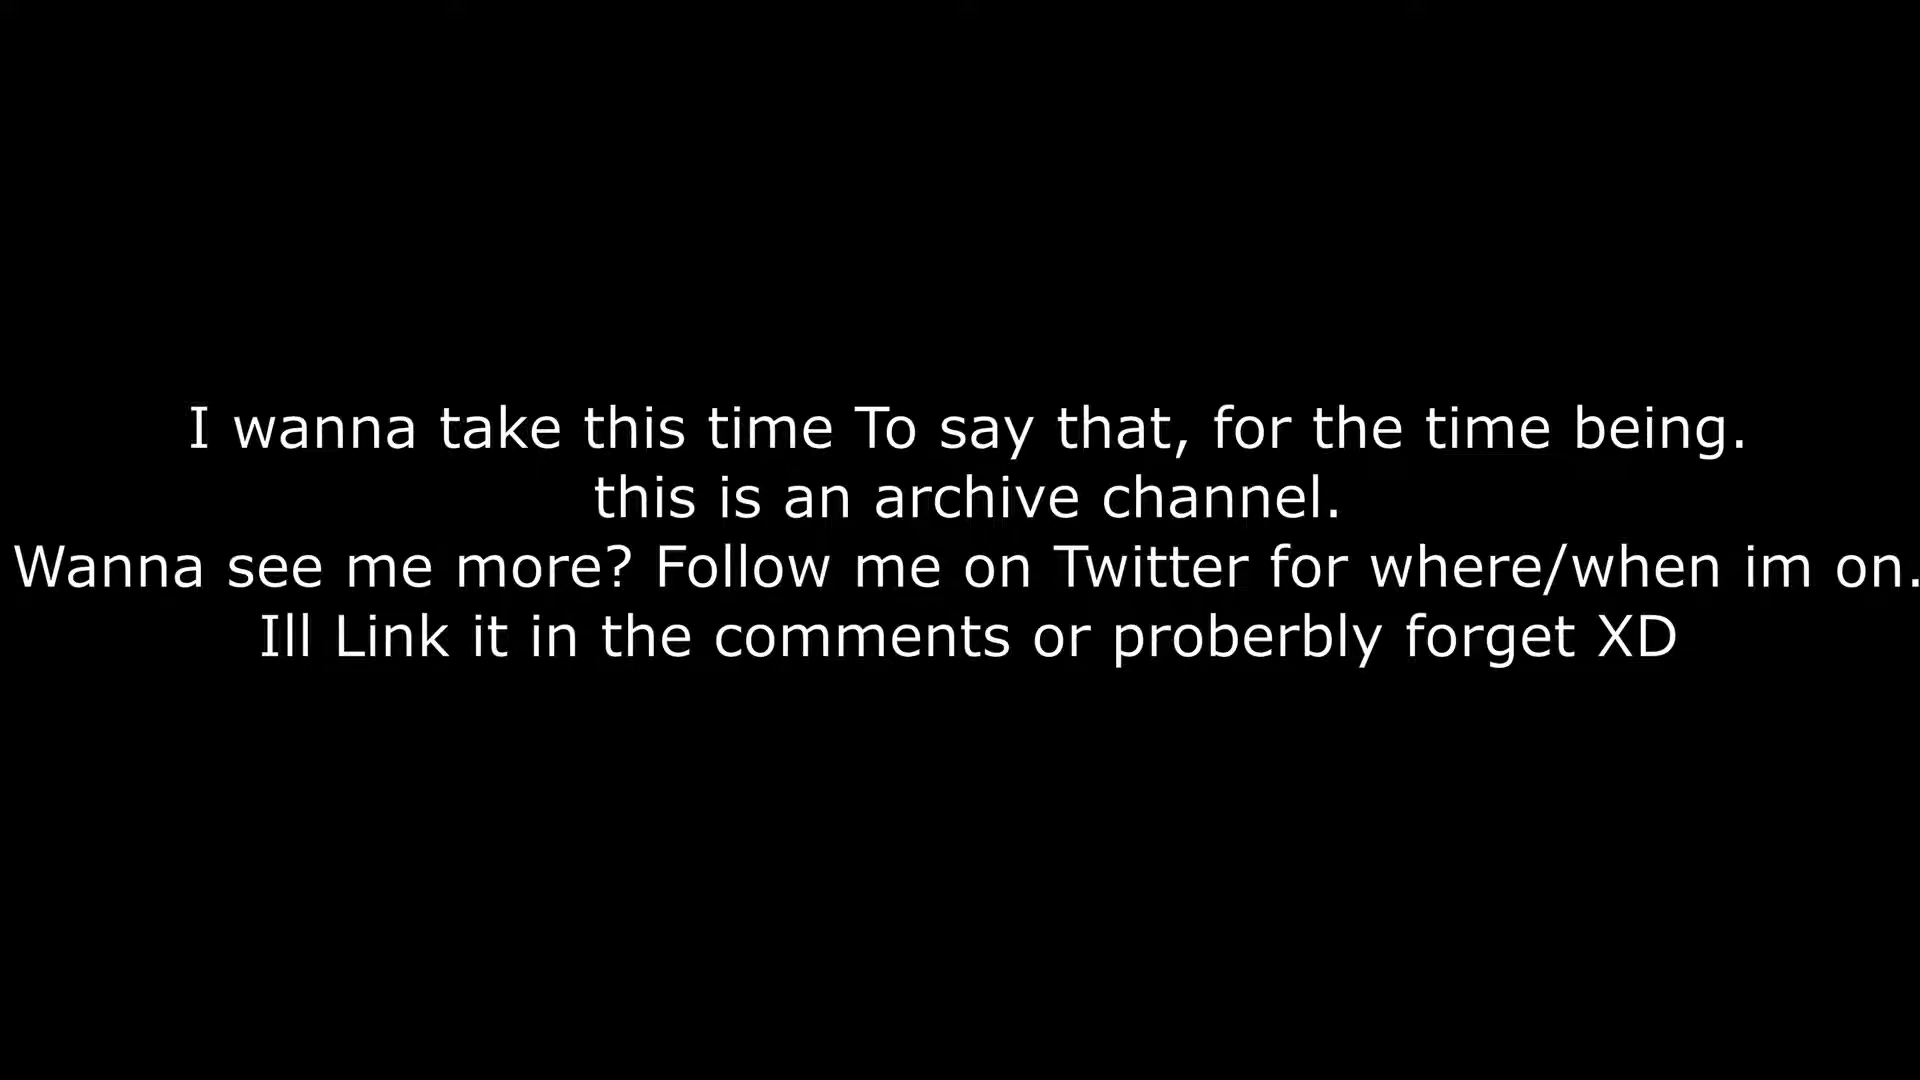 I wanna take this time To say that, for the time being.
this is an archive channel.
Wanna see me more? Follow me on Twitter for where/when im on.
Ill Link it in the comments or proberbly forget XD